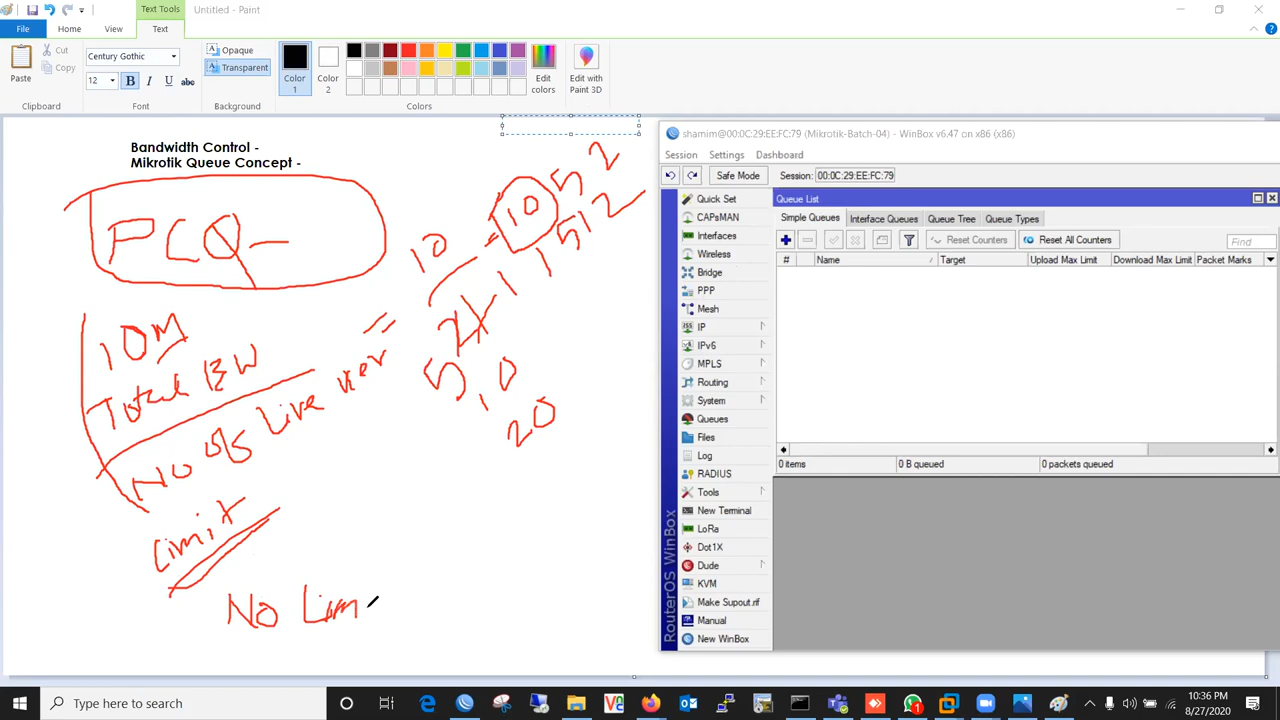 Untitled - Paint
Text Tools
File
Home
View
Text
Paste
Cut
Copy
Clipboard
Century Gothic
12
B
I
U
abc
Font
Opaque
Transparent
Background
Color 1
Color 2
Colors
Edit colors
Edit with Paint 3D
Bandwidth Control -
Mikrotik Queue Concept -
PCQ-
10M
Total BW
No of Live
=
10
= 10 5 2
1 1 5 12
5
10
20
Limit
No Lim
shamim@00:0C:29:EE:FC:79 (Mikrotik-Batch-04) - WinBox v6.47 on x86 (x86)
Session Settings Dashboard
Safe Mode Session: 00:0C:29:EE:FC:79
RouterOS WinBox
Quick Set
CAPsMAN
Interfaces
Wireless
Bridge
PPP
Mesh
IP
IPv6
MPLS
Routing
System
Queues
Files
Log
RADIUS
Tools
New Terminal
LoRa
Dot1X
Dude
KVM
Make Supout.rif
Manual
New WinBox
Queue List
Simple Queues Interface Queues Queue Tree Queue Types
Reset Counters Reset All Counters Find
# Name Target Upload Max Limit Download Max Limit Packet Marks
0 items 0 B queued 0 packets queued
Type here to search
10:36 PM
8/27/2020